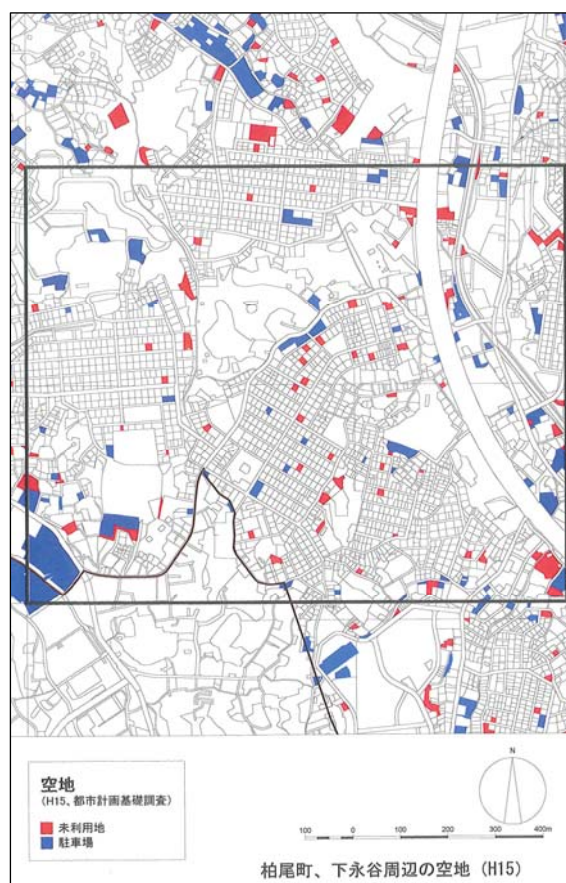 空地
(H15、都市計画基礎調査)
未利用地
駐車場
N
100 0 100 200 300 400m
柏尾町、下永谷周辺の空地 (H15)